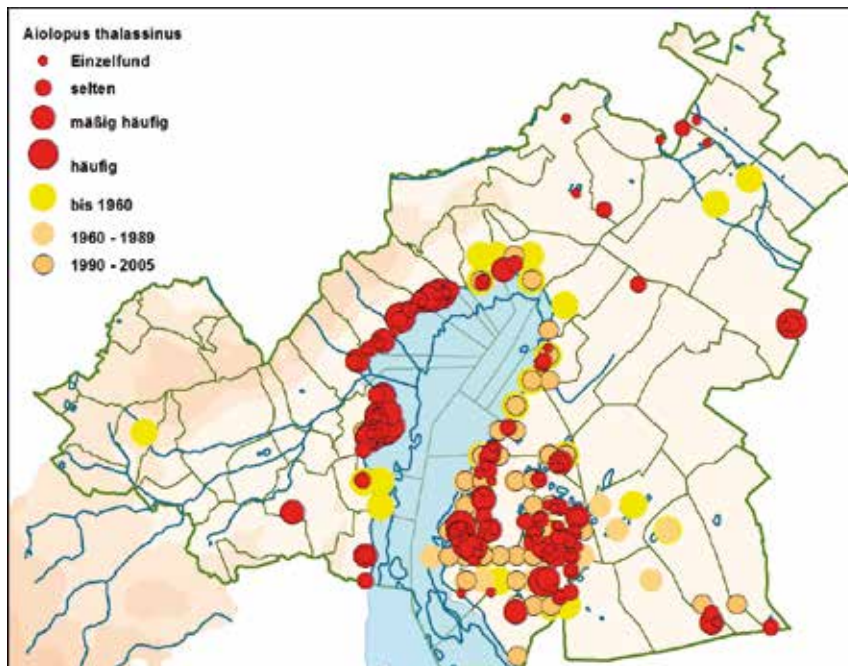 Aiolopus thalassinus
Einzelfund
selten
mäßig häufig
häufig
bis 1960
1960 - 1989
1990 - 2005